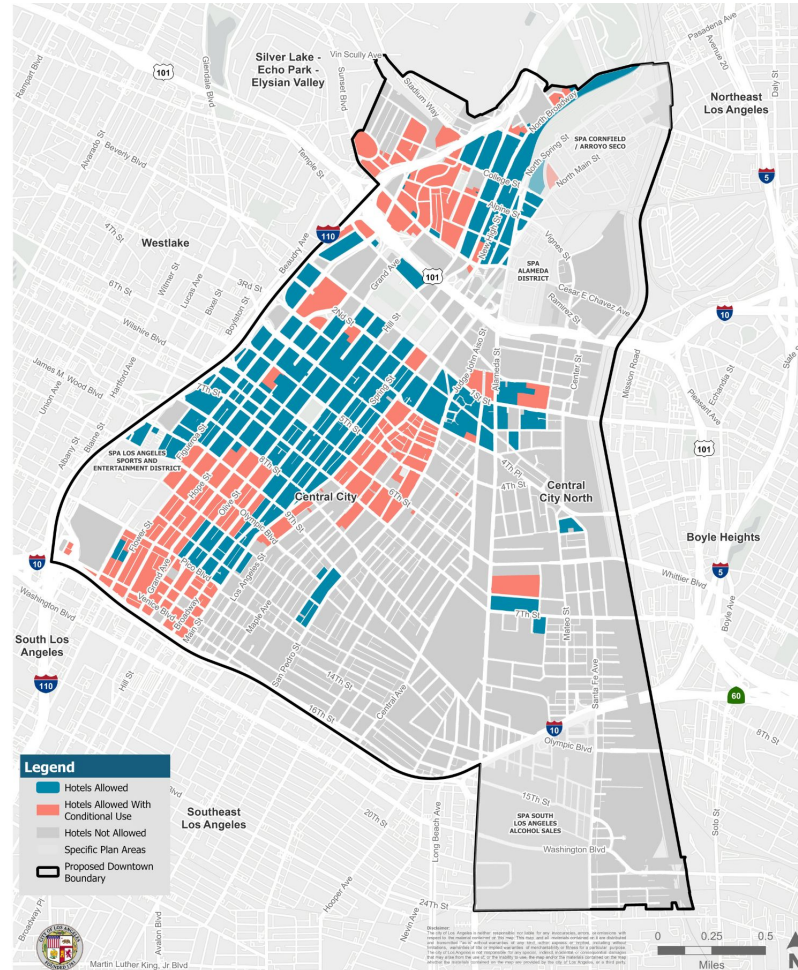 Pasadena Ave
Avenue 20
Daly St
Silver Lake -
Echo Park -
Elysian Valley
Vin Scully Ave
101
Rampart Blvd
Glendale Blvd
Sunset Blvd
Stadium Way
North Broadway
Northeast
Los Angeles
SPA CORNFIELD
/ ARROYO SECO
North Spring St
North Main St
Alvarado St
Beverly Blvd
Temple St
College St
Alpine St
New High St
5
4Th St
Westlake
110
Beaudry Ave
Grand Ave
101
SPA
ALAMEDA
DISTRICT
Vignes St
Cesar E Chavez Ave
Ramirez St
6Th St
Witmer St
Lucas Ave
Bixel St
Boylston St
3Rd St
2Nd St
Hill St
10
Wilshire Blvd
Judge John Aiso St
Alameda St
Center St
Mission Road
Echandia St
State St
James M. Wood Blvd
Union Ave
Hartford Ave
7Th St
Spring St
1St St
Pleasant Ave
Albany St
Blaine St
Figueroa St
5Th St
101
SPA LOS ANGELES
SPORTS AND
ENTERTAINMENT DISTRICT
8Th St
Hope St
Olive St
Olympic Blvd
9Th St
Central City
6Th St
4Th Pl
4Th St
Central
City North
Boyle Heights
10
Flower St
Grand Ave
Pico Blvd
Los Angeles St
5
Washington Blvd
Venice Blvd
Broadway
Main St
Maple Ave
7Th St
Mateo St
Whittier Blvd
Boyle Ave
South Los
Angeles
110
Hill St
San Pedro St
14Th St
16Th St
Central Ave
Santa Fe Ave
60
10
Olympic Blvd
8Th St
Legend
Hotels Allowed
Hotels Allowed With
Conditional Use
Hotels Not Allowed
Specific Plan Areas
Proposed Downtown
Boundary
Southeast
Los Angeles
20Th St
Long Beach Ave
15Th St
SPA SOUTH
LOS ANGELES
ALCOHOL SALES
Washington Blvd
Soto St
Hooper Ave
Nevin Ave
24Th St
Broadway Pl
Avalon Blvd
Martin Luther King, Jr Blvd
Disclaimer:
0 0.25 0.5
Miles
N